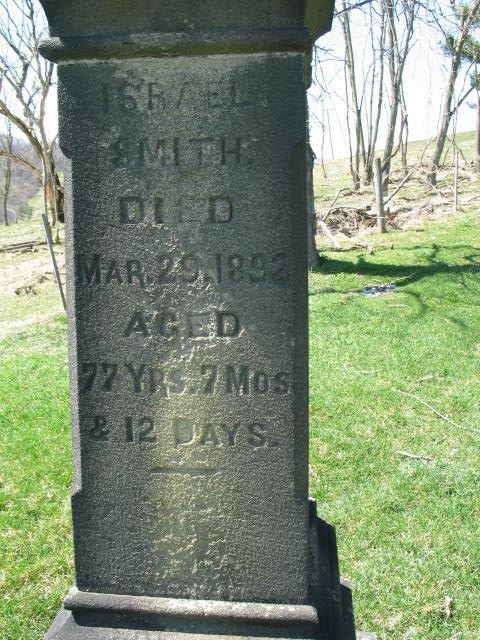 ISRAEL
SMITH,
DIED
MAR. 29, 1892
AGED
77 YRS. 7 MOS
& 12 DAYS.